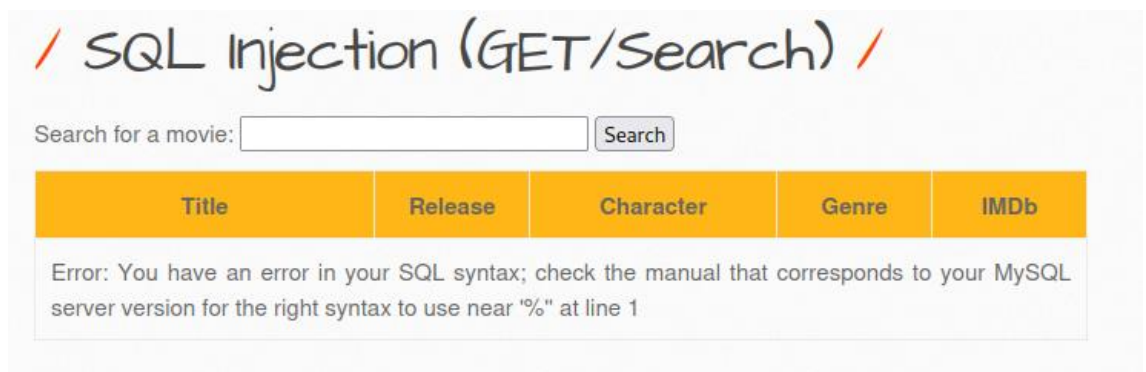 / SQL Injection (GET/Search) /
Search for a movie: Search
Title Release Character Genre IMDb
Error: You have an error in your SQL syntax; check the manual that corresponds to your MySQL
server version for the right syntax to use near '%'' at line 1